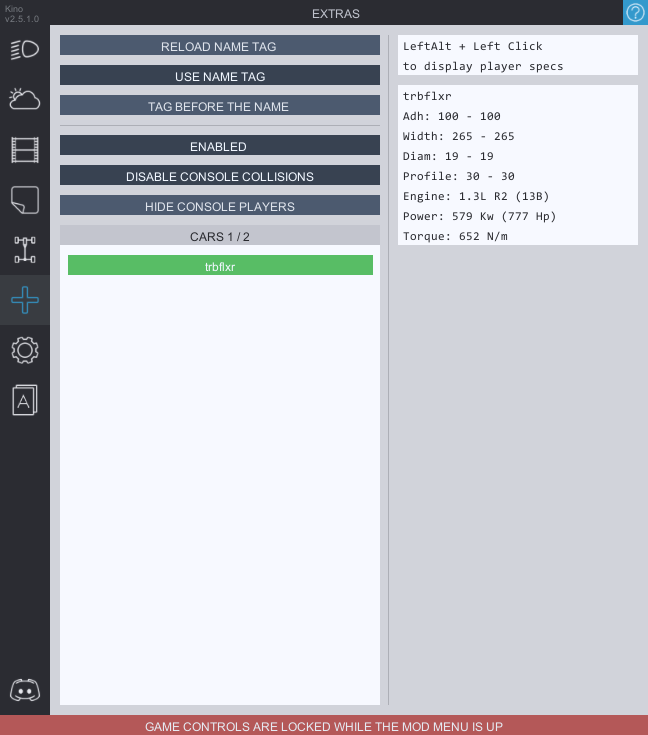 Kino
v2.5.1.0
EXTRAS
RELOAD NAME TAG
USE NAME TAG
TAG BEFORE THE NAME
ENABLED
DISABLE CONSOLE COLLISIONS
HIDE CONSOLE PLAYERS
CARS 1 / 2
trbflxr
LeftAlt + Left Click
to display player specs
trbflxr
Adh: 100 - 100
Width: 265 - 265
Diam: 19 - 19
Profile: 30 - 30
Engine: 1.3L R2 (13B)
Power: 579 Kw (777 Hp)
Torque: 652 N/m
A
GAME CONTROLS ARE LOCKED WHILE THE MOD MENU IS UP